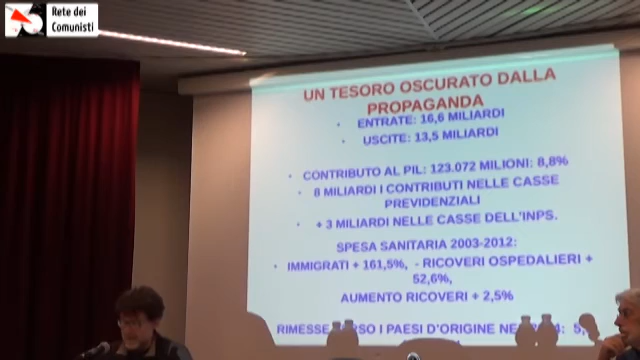 Rete dei
Comunisti
UN TESORO OSCURATO DALLA
PROPAGANDA
• ENTRATE: 16,6 MILIARDI
• USCITE: 13,5 MILIARDI
• CONTRIBUTO AL PIL: 123.072 MILIONI: 8,8%
• 8 MILIARDI I CONTRIBUTI NELLE CASSE
PREVIDENZIALI
• + 3 MILIARDI NELLE CASSE DELL'INPS.
SPESA SANITARIA 2003-2012:
• IMMIGRATI + 161,5%, - RICOVERI OSPEDALIERI +
52,6%,
AUMENTO RICOVERI + 2,5%
RIMESSE I PAESI D'ORIGINE